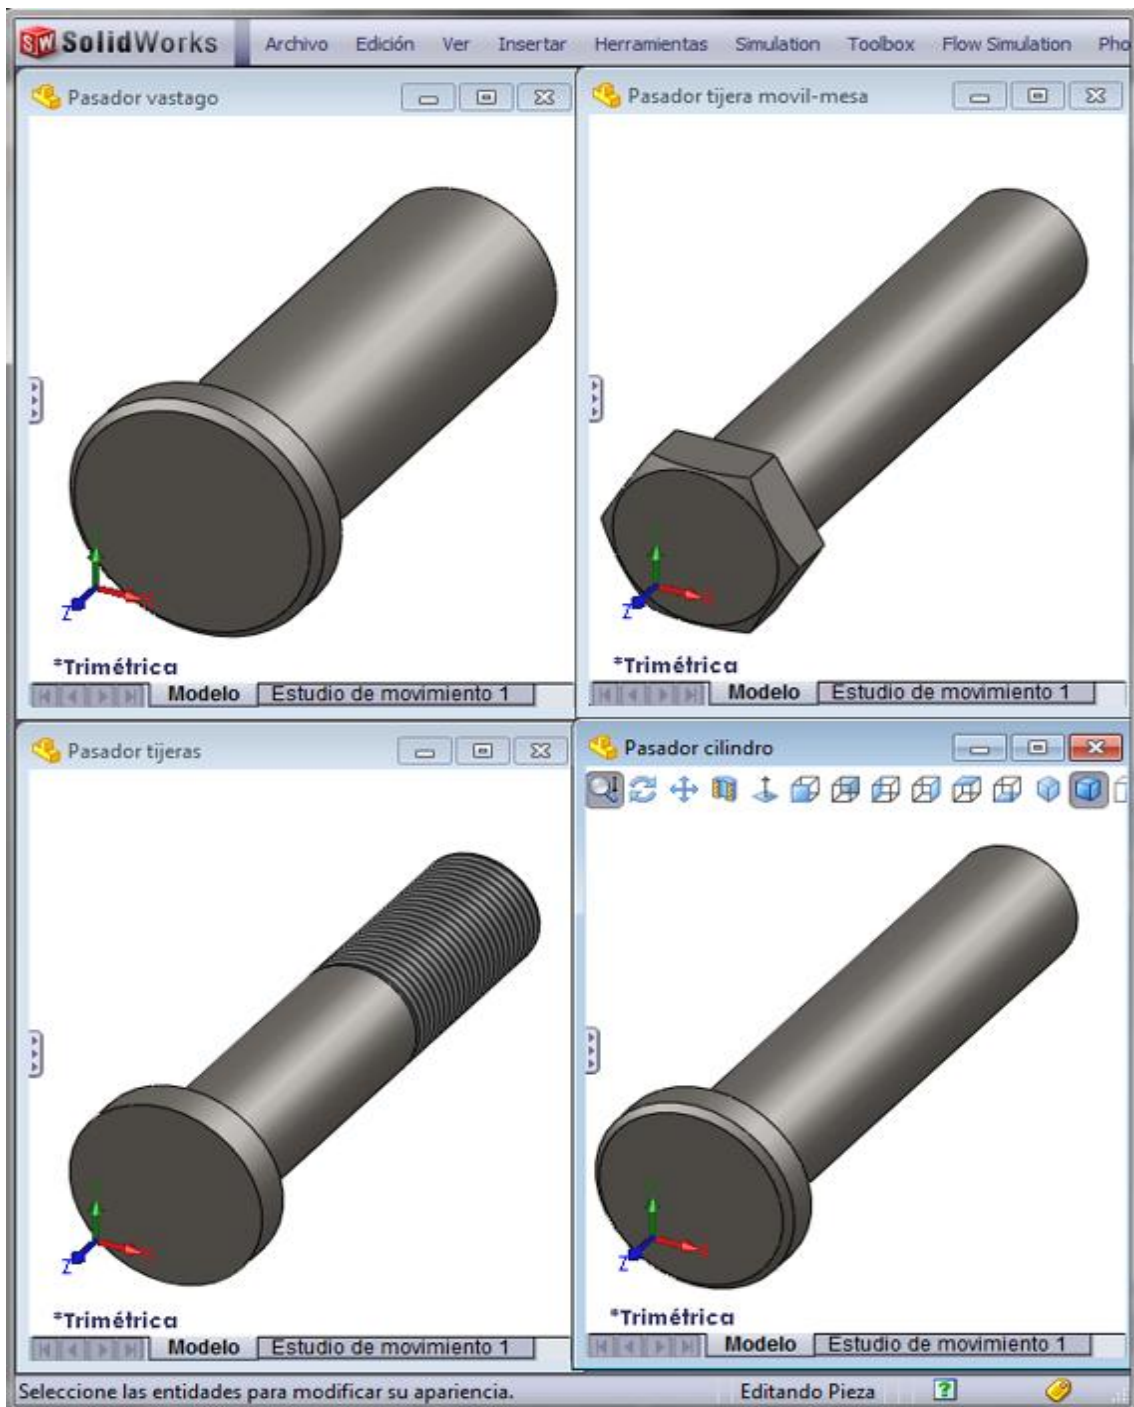 SolidWorks Archivo Edición Ver Insertar Herramientas Simulation Toolbox Flow Simulation Pho
Pasador vastago
Z
*Trimétrica
Modelo Estudio de movimiento 1
Pasador tijera movil-mesa
Z
*Trimétrica
Modelo Estudio de movimiento 1
Pasador tijeras
Z
*Trimétrica
Modelo Estudio de movimiento 1
Pasador cilindro
Z
*Trimétrica
Modelo Estudio de movimiento 1
Seleccione las entidades para modificar su apariencia. Editando Pieza